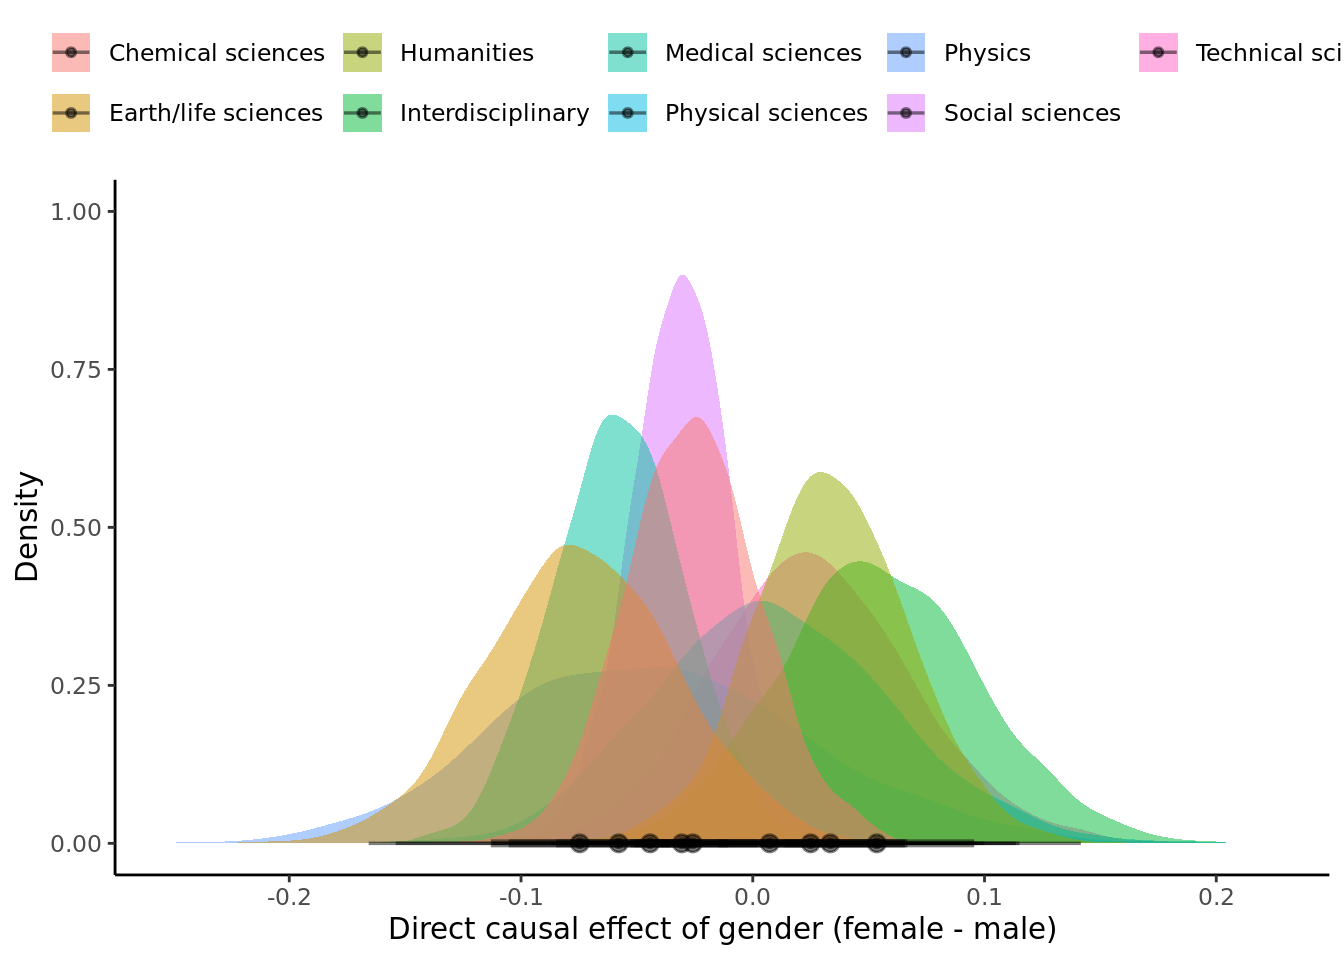 Chemical sciences Humanities Medical sciences Physics Technical sci
Earth/life sciences Interdisciplinary Physical sciences Social sciences
1.00
0.75
0.50
0.25
0.00
Density
-0.2 -0.1 0.0 0.1 0.2
Direct causal effect of gender (female - male)